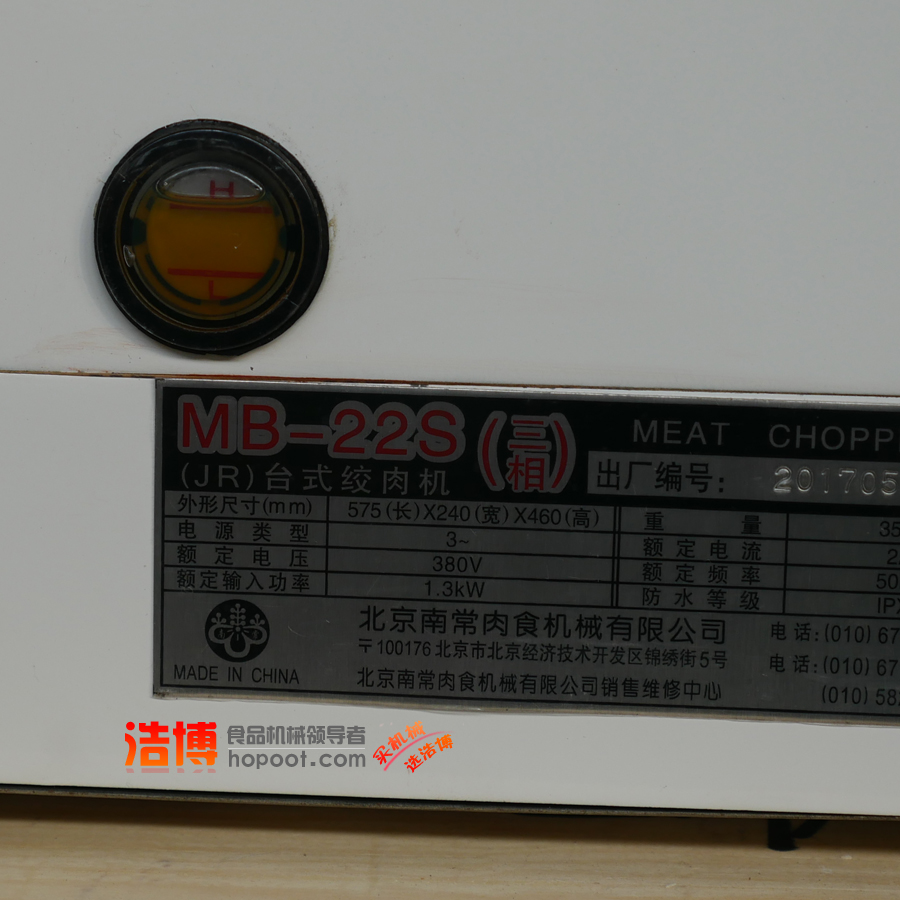 H
L
MB-22S (三相) MEAT CHOPP
(JR)台式绞肉机 出厂编号: 201705
外形尺寸(mm) 575(长)X240(宽)X460(高) 重量 35
电源类型 3~ 额定电流 2
额定电压 380V 额定频率 50
额定输入功率 1.3kW 防水等级 IPX
北京南常肉食机械有限公司 电话:(010) 67
〒100176 北京市北京经济技术开发区锦绣街5号 电话:(010) 67
MADE IN CHINA 北京南常肉食机械有限公司销售维修中心 (010) 58
浩博 食品机械领导者
hopoot.com
买机械
选浩博